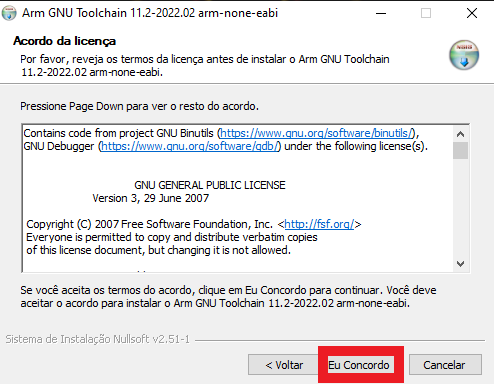 Arm GNU Toolchain 11.2-2022.02 arm-none-eabi
Acordo da licença
Por favor, reveja os termos da licença antes de instalar o Arm GNU Toolchain
11.2-2022.02 arm-none-eabi.
Pressione Page Down para ver o resto do acordo.
Contains code from project GNU Binutils (https://www.gnu.org/software/binutils/),
GNU Debugger (https://www.gnu.org/software/gdb/) under the following license(s).
GNU GENERAL PUBLIC LICENSE
Version 3, 29 June 2007
Copyright (C) 2007 Free Software Foundation, Inc. <http://fsf.org/>
Everyone is permitted to copy and distribute verbatim copies
of this license document, but changing it is not allowed.
Se você aceita os termos do acordo, clique em Eu Concordo para continuar. Você deve
aceitar o acordo para instalar o Arm GNU Toolchain 11.2-2022.02 arm-none-eabi.
Sistema de Instalação Nullsoft v2.51-1
< Voltar
Eu Concordo
Cancelar